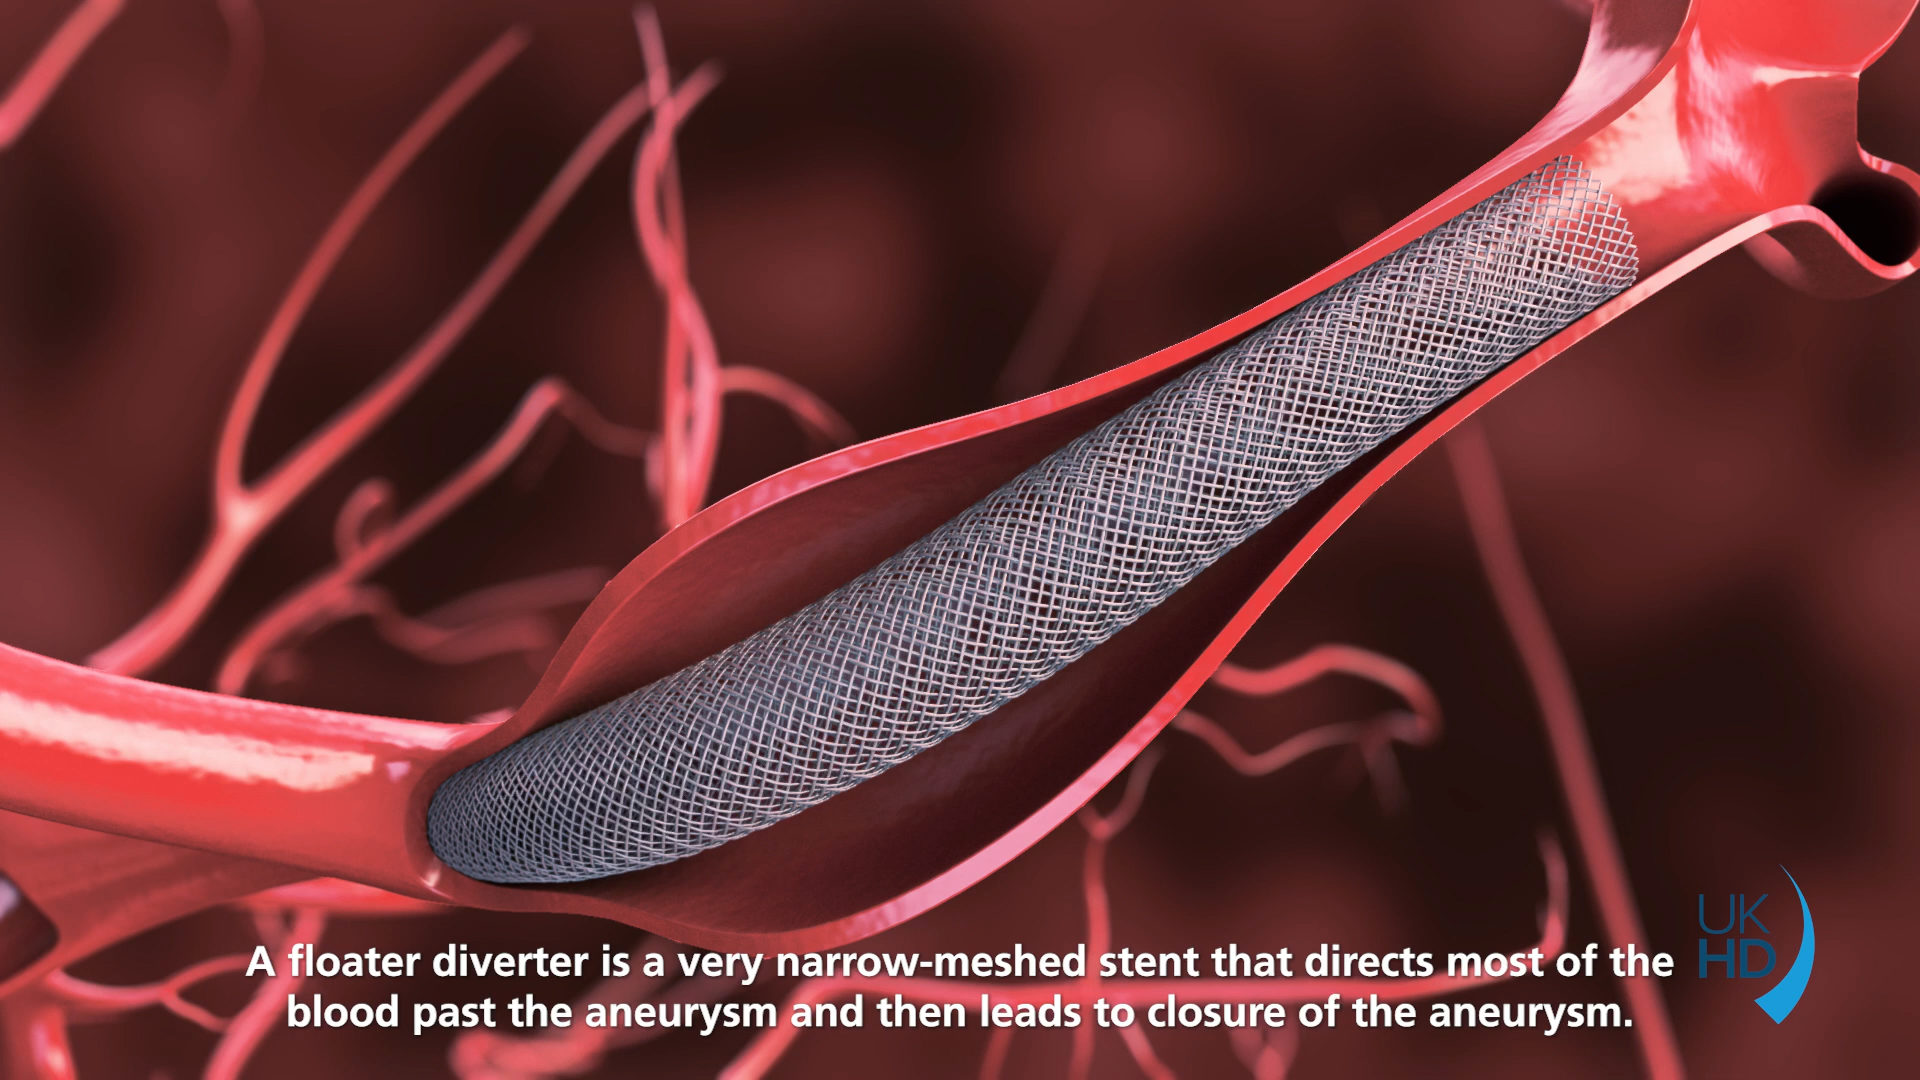 A floater diverter is a very narrow-meshed stent that directs most of the
blood past the aneurysm and then leads to closure of the aneurysm.
UK
HD